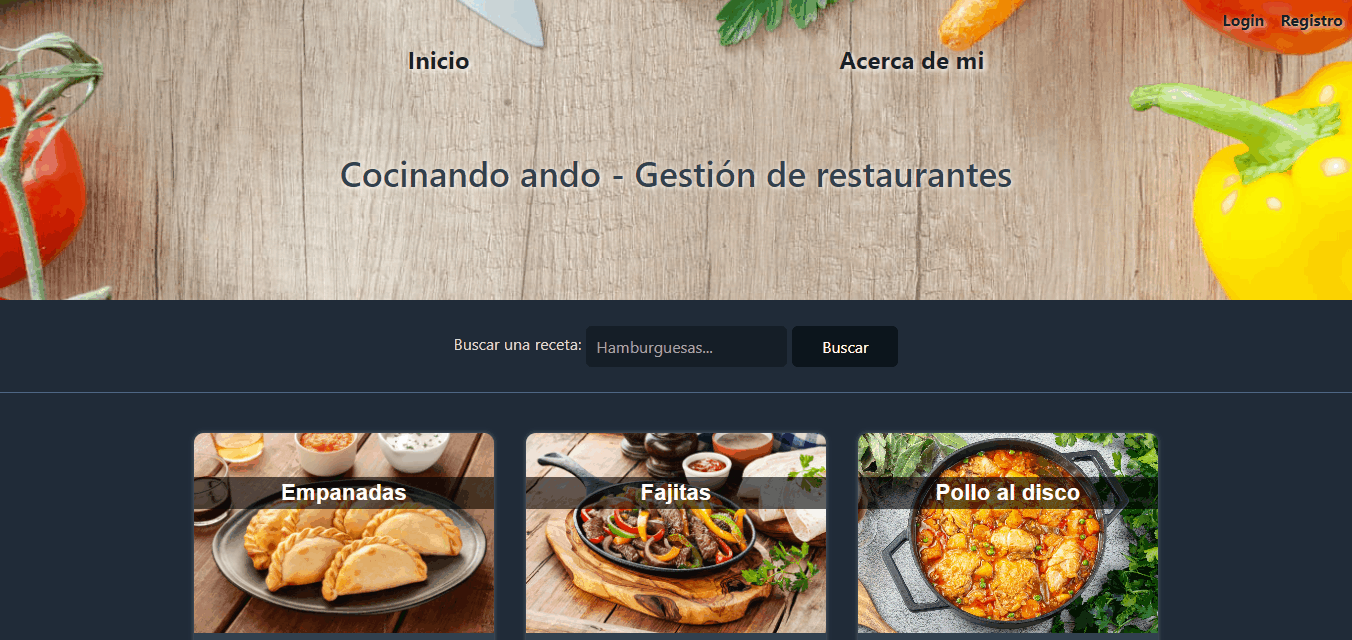 Login Registro
Inicio Acerca de mi
Cocinando ando - Gestión de restaurantes
Buscar una receta: Hamburguesas... Buscar
Empanadas Fajitas Pollo al disco